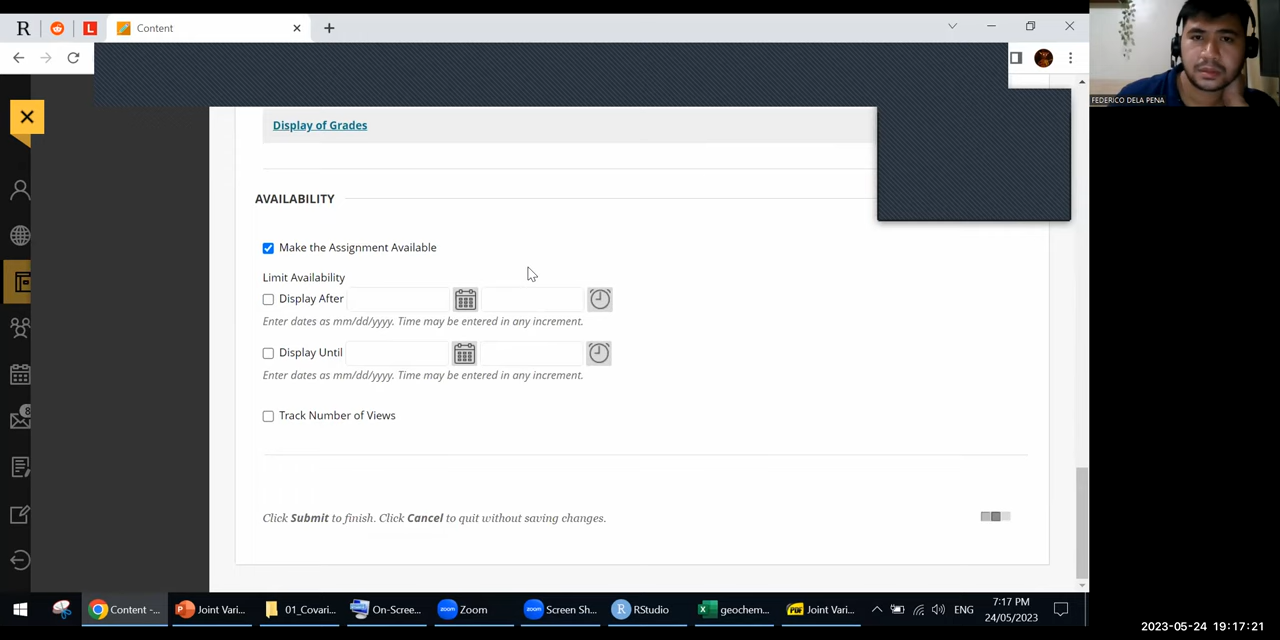 Content
FEDERICO DELA PENA
Display of Grades
AVAILABILITY
Make the Assignment Available
Limit Availability
Display After
Enter dates as mm/dd/yyyy. Time may be entered in any increment.
Display Until
Enter dates as mm/dd/yyyy. Time may be entered in any increment.
Track Number of Views
Click Submit to finish. Click Cancel to quit without saving changes.
Content -... Joint Vari... 01_Covari... On-Scree... Zoom Screen Sh... RStudio geochem... Joint Var... ENG
7:17 PM
24/05/2023
2023-05-24 19:17:21